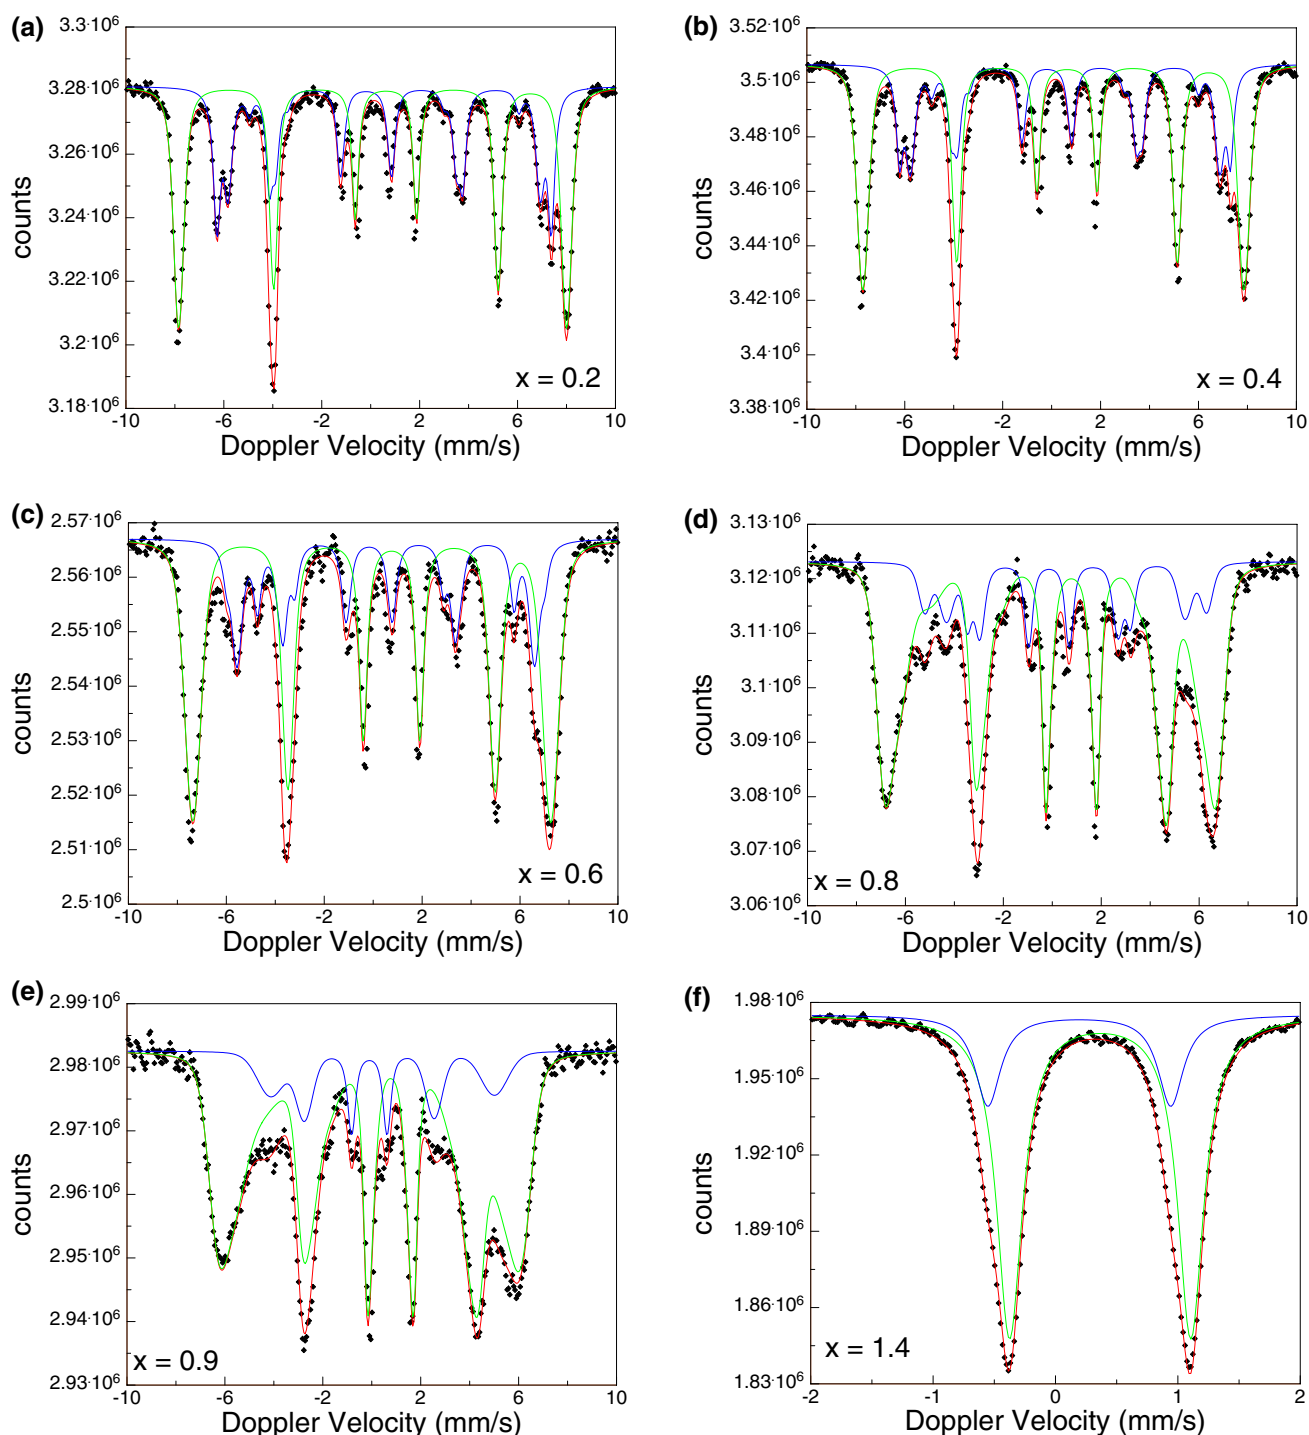 (a)
3.3·10⁶
3.28·10⁶
3.26·10⁶
3.24·10⁶
3.22·10⁶
3.2·10⁶
3.18·10⁶
counts
x = 0.2
-10 -6 -2 2 6 10
Doppler Velocity (mm/s)
(b)
3.52·10⁶
3.5·10⁶
3.48·10⁶
3.46·10⁶
3.44·10⁶
3.42·10⁶
3.4·10⁶
3.38·10⁶
counts
x = 0.4
-10 -6 -2 2 6 10
Doppler Velocity (mm/s)
(c)
2.57·10⁶
2.56·10⁶
2.55·10⁶
2.54·10⁶
2.53·10⁶
2.52·10⁶
2.51·10⁶
2.5·10⁶
counts
x = 0.6
-10 -6 -2 2 6 10
Doppler Velocity (mm/s)
(d)
3.13·10⁶
3.12·10⁶
3.11·10⁶
3.1·10⁶
3.09·10⁶
3.08·10⁶
3.07·10⁶
3.06·10⁶
counts
x = 0.8
-10 -6 -2 2 6 10
Doppler Velocity (mm/s)
(e)
2.99·10⁶
2.98·10⁶
2.97·10⁶
2.96·10⁶
2.95·10⁶
2.94·10⁶
2.93·10⁶
counts
x = 0.9
-10 -6 -2 2 6 10
Doppler Velocity (mm/s)
(f)
1.98·10⁶
1.95·10⁶
1.92·10⁶
1.89·10⁶
1.86·10⁶
1.83·10⁶
counts
x = 1.4
-2 -1 0 1 2
Doppler Velocity (mm/s)